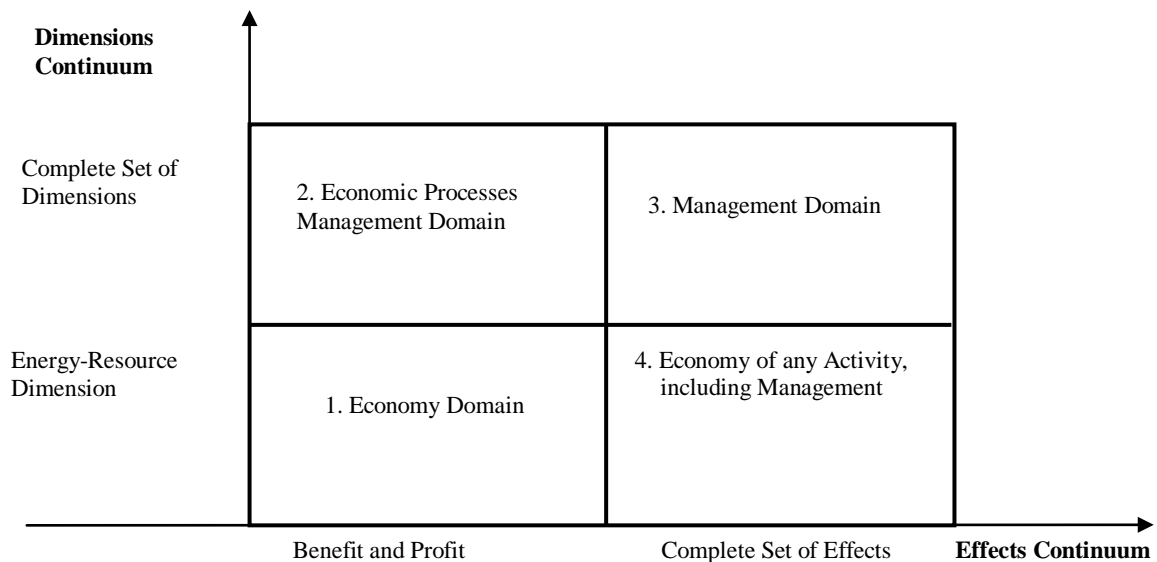 Dimensions
Continuum
Complete Set of
Dimensions
2. Economic Processes
Management Domain
3. Management Domain
Energy-Resource
Dimension
1. Economy Domain
4. Economy of any Activity,
including Management
Benefit and Profit
Complete Set of Effects
Effects Continuum